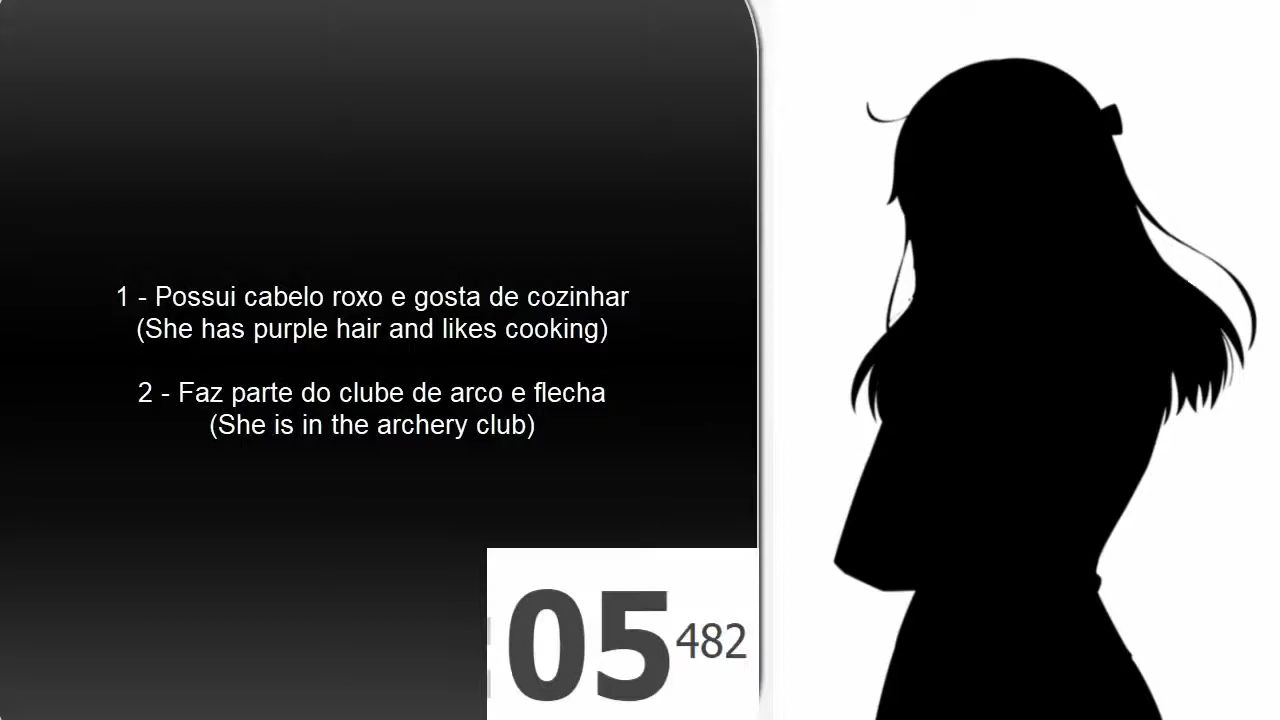 1 - Possui cabelo roxo e gosta de cozinhar
(She has purple hair and likes cooking)
2 - Faz parte do clube de arco e flecha
(She is in the archery club)
05 482